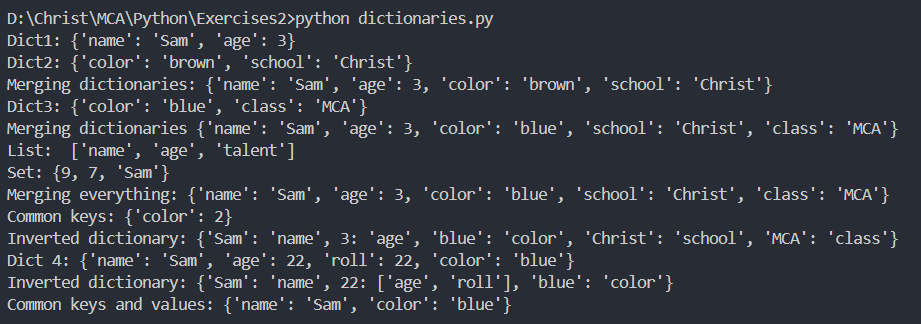 D:\Christ\MCA\Python\Exercises2>python dictionaries.py
Dict1: {'name': 'Sam', 'age': 3}
Dict2: {'color': 'brown', 'school': 'Christ'}
Merging dictionaries: {'name': 'Sam', 'age': 3, 'color': 'brown', 'school': 'Christ'}
Dict3: {'color': 'blue', 'class': 'MCA'}
Merging dictionaries {'name': 'Sam', 'age': 3, 'color': 'blue', 'school': 'Christ', 'class': 'MCA'}
List:  ['name', 'age', 'talent']
Set: {9, 7, 'Sam'}
Merging everything: {'name': 'Sam', 'age': 3, 'color': 'blue', 'school': 'Christ', 'class': 'MCA'}
Common keys: {'color': 2}
Inverted dictionary: {'Sam': 'name', 3: 'age', 'blue': 'color', 'Christ': 'school', 'MCA': 'class'}
Dict 4: {'name': 'Sam', 'age': 22, 'roll': 22, 'color': 'blue'}
Inverted dictionary: {'Sam': 'name', 22: ['age', 'roll'], 'blue': 'color'}
Common keys and values: {'name': 'Sam', 'color': 'blue'}